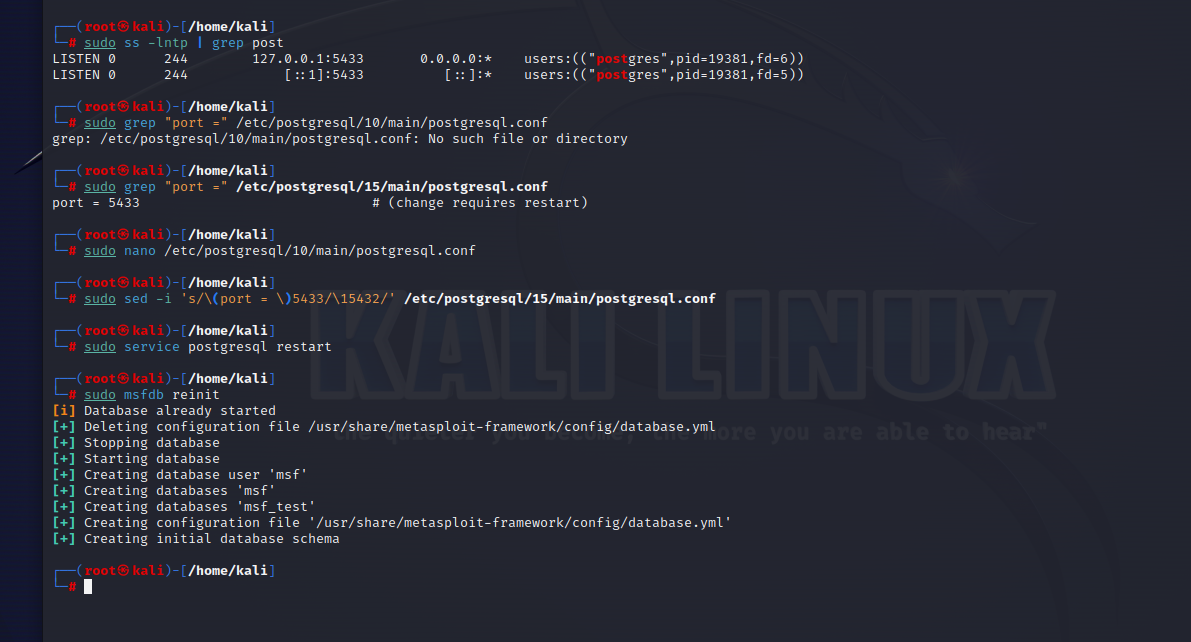 ┌──(root㉿kali)-[/home/kali]
└─# sudo ss -lntp | grep post
LISTEN 0      244        127.0.0.1:5433       0.0.0.0:*    users:(("postgres",pid=19381,fd=6))
LISTEN 0      244            [::1]:5433          [::]:*    users:(("postgres",pid=19381,fd=5))
┌──(root㉿kali)-[/home/kali]
└─# sudo grep "port =" /etc/postgresql/10/main/postgresql.conf
grep: /etc/postgresql/10/main/postgresql.conf: No such file or directory
┌──(root㉿kali)-[/home/kali]
└─# sudo grep "port =" /etc/postgresql/15/main/postgresql.conf
port = 5433                             # (change requires restart)
┌──(root㉿kali)-[/home/kali]
└─# sudo nano /etc/postgresql/10/main/postgresql.conf
┌──(root㉿kali)-[/home/kali]
└─# sudo sed -i 's/\(port = \)5433/\15432/' /etc/postgresql/15/main/postgresql.conf
┌──(root㉿kali)-[/home/kali]
└─# sudo service postgresql restart
┌──(root㉿kali)-[/home/kali]
└─# sudo msfdb reinit
[i] Database already started
[+] Deleting configuration file /usr/share/metasploit-framework/config/database.yml
[+] Stopping database
[+] Starting database
[+] Creating database user 'msf'
[+] Creating databases 'msf'
[+] Creating databases 'msf_test'
[+] Creating configuration file '/usr/share/metasploit-framework/config/database.yml'
[+] Creating initial database schema
┌──(root㉿kali)-[/home/kali]
└─#
KALI LINUX
"the quieter you become, the more you are able to hear"